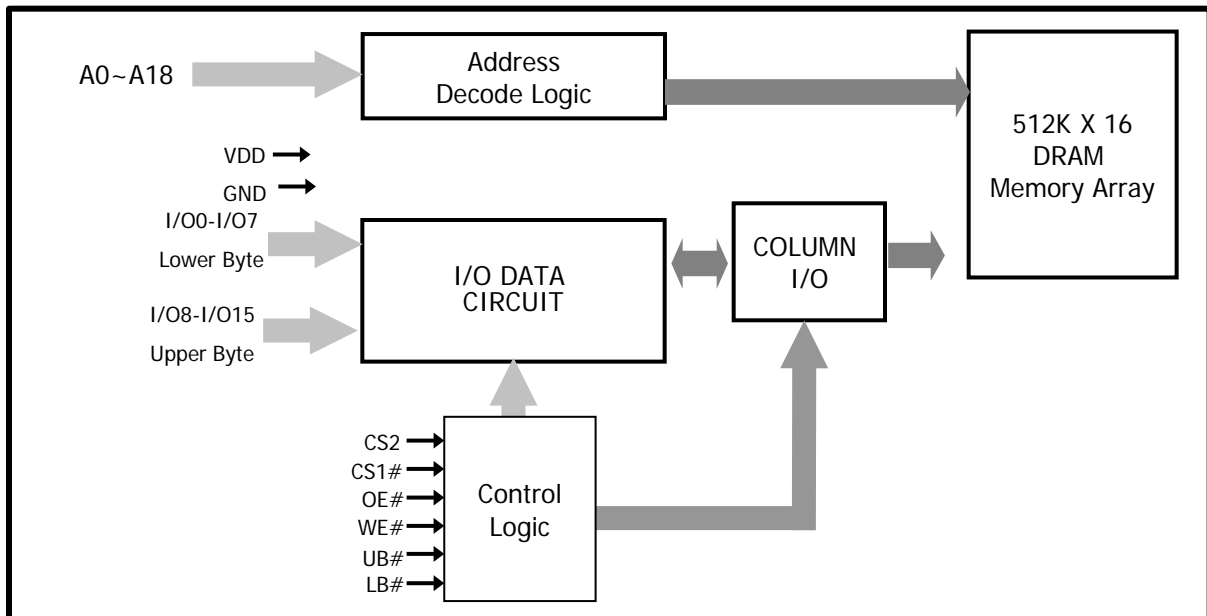 A0~A18
Address
Decode Logic
512K X 16
DRAM
Memory Array
VDD
GND
I/O0-I/O7
Lower Byte
I/O8-I/O15
Upper Byte
I/O DATA
CIRCUIT
COLUMN
I/O
CS2
CS1#
OE#
WE#
UB#
LB#
Control
Logic